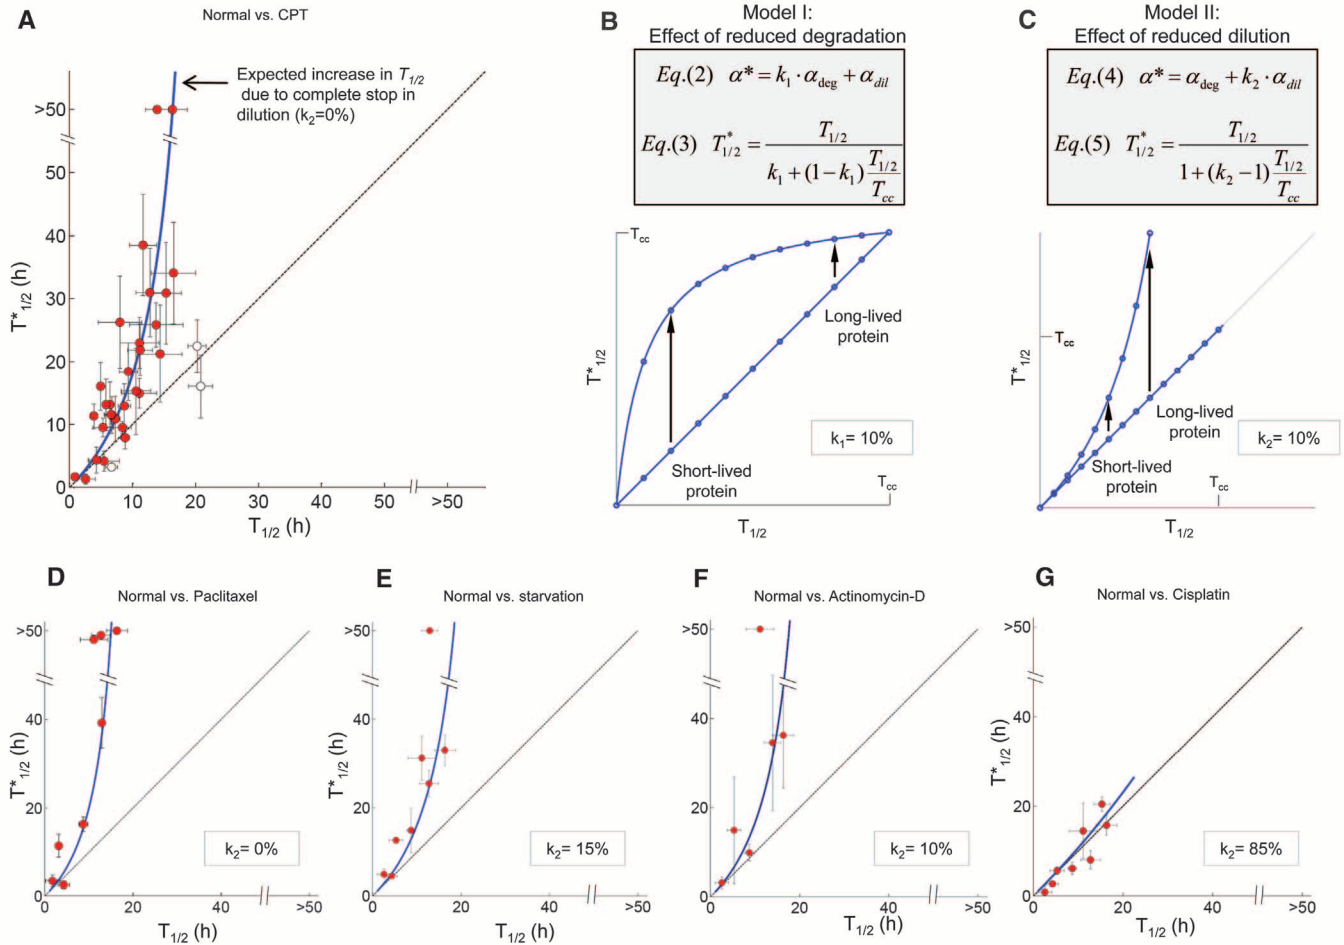 A
Normal vs. CPT
Expected increase in T1/2
due to complete stop in
dilution (k2=0%)
>50
50
40
30
20
10
0
T*1/2 (h)
0 10 20 30 40 50 >50
T1/2 (h)
B
Model I:
Effect of reduced degradation
Eq.(2) α* = k1 · αdeg + αdil
Eq.(3) T*1/2 = T1/2 / (k1 + (1 − k1) T1/2 / Tcc)
Tcc
T*1/2
Long-lived
protein
Short-lived
protein
k1= 10%
Tcc
T1/2
C
Model II:
Effect of reduced dilution
Eq.(4) α* = αdeg + k2 · αdil
Eq.(5) T*1/2 = T1/2 / (1 + (k2 − 1) T1/2 / Tcc)
Tcc
T*1/2
Long-lived
protein
Short-lived
protein
k2= 10%
Tcc
T1/2
D
Normal vs. Paclitaxel
>50
40
20
0
T*1/2 (h)
k2= 0%
0 20 40 >50
T1/2 (h)
E
Normal vs. starvation
>50
40
20
0
T*1/2 (h)
k2= 15%
0 20 40 >50
T1/2 (h)
F
Normal vs. Actinomycin-D
>50
40
20
0
T*1/2 (h)
k2= 10%
0 20 40 >50
T1/2 (h)
G
Normal vs. Cisplatin
>50
40
20
0
T*1/2 (h)
k2= 85%
0 20 40 >50
T1/2 (h)